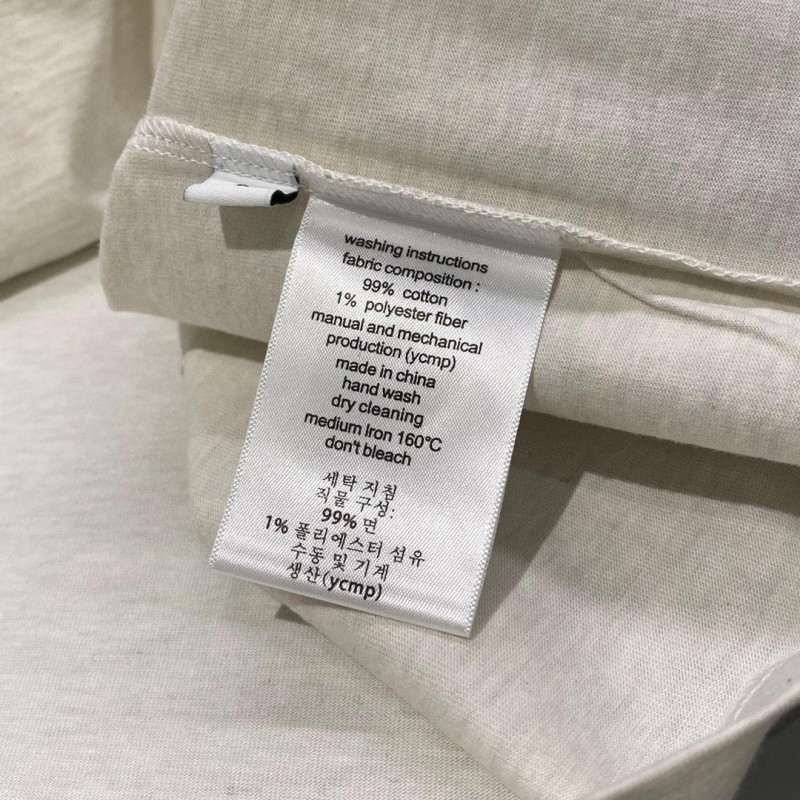 washing instructions
fabric composition :
99% cotton
1% polyester fiber
manual and mechanical
production (ycmp)
made in china
hand wash
dry cleaning
medium Iron 160℃
don't bleach
세탁 지침
직물 구성:
99% 면
1% 폴리에스터 섬유
수동 및 기계
생산(ycmp)